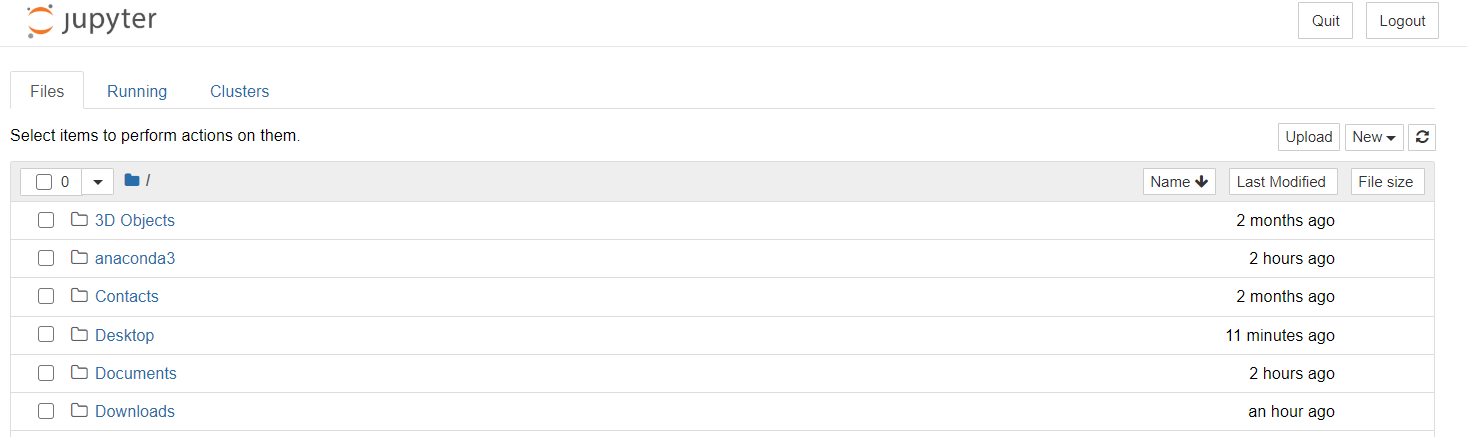 jupyter Quit Logout
Files Running Clusters
Select items to perform actions on them. Upload New
0 / Name Last Modified File size
3D Objects 2 months ago
anaconda3 2 hours ago
Contacts 2 months ago
Desktop 11 minutes ago
Documents 2 hours ago
Downloads an hour ago